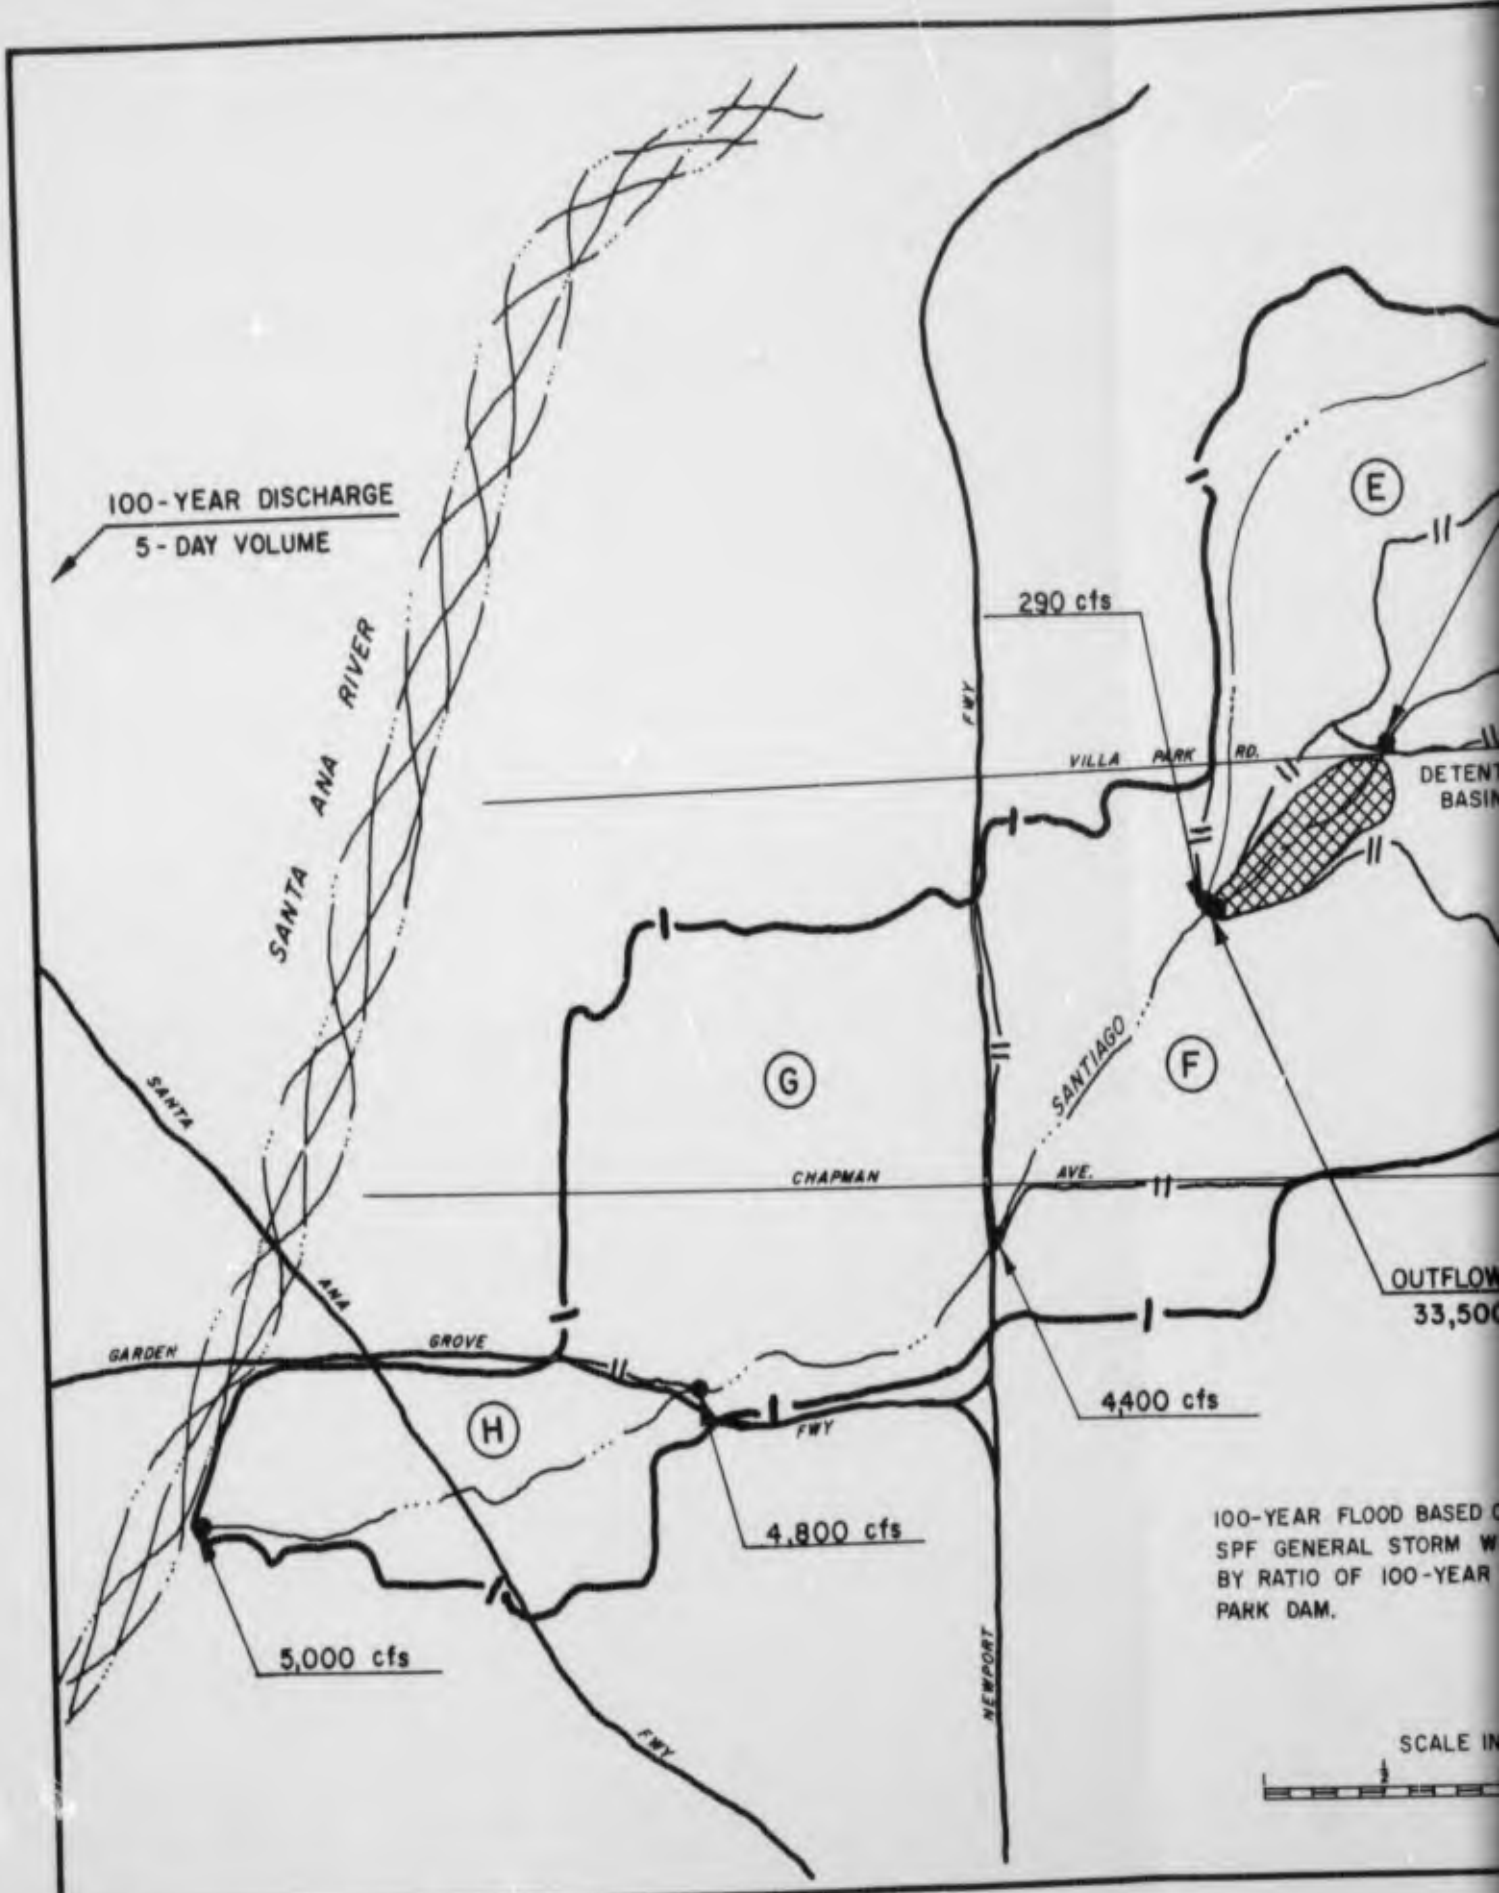 100-YEAR DISCHARGE
5-DAY VOLUME
SANTA ANA RIVER
E
290 cfs
FWY
VILLA PARK RD.
DETENT
BASIN
SANTIAGO
G
F
SANTA
ANA
CHAPMAN AVE.
OUTFLOW
33,500
GARDEN GROVE
4,400 cfs
H
FWY
4,800 cfs
100-YEAR FLOOD BASED
SPF GENERAL STORM W
BY RATIO OF 100-YEAR
PARK DAM.
5,000 cfs
NEWPORT
FWY
SCALE IN